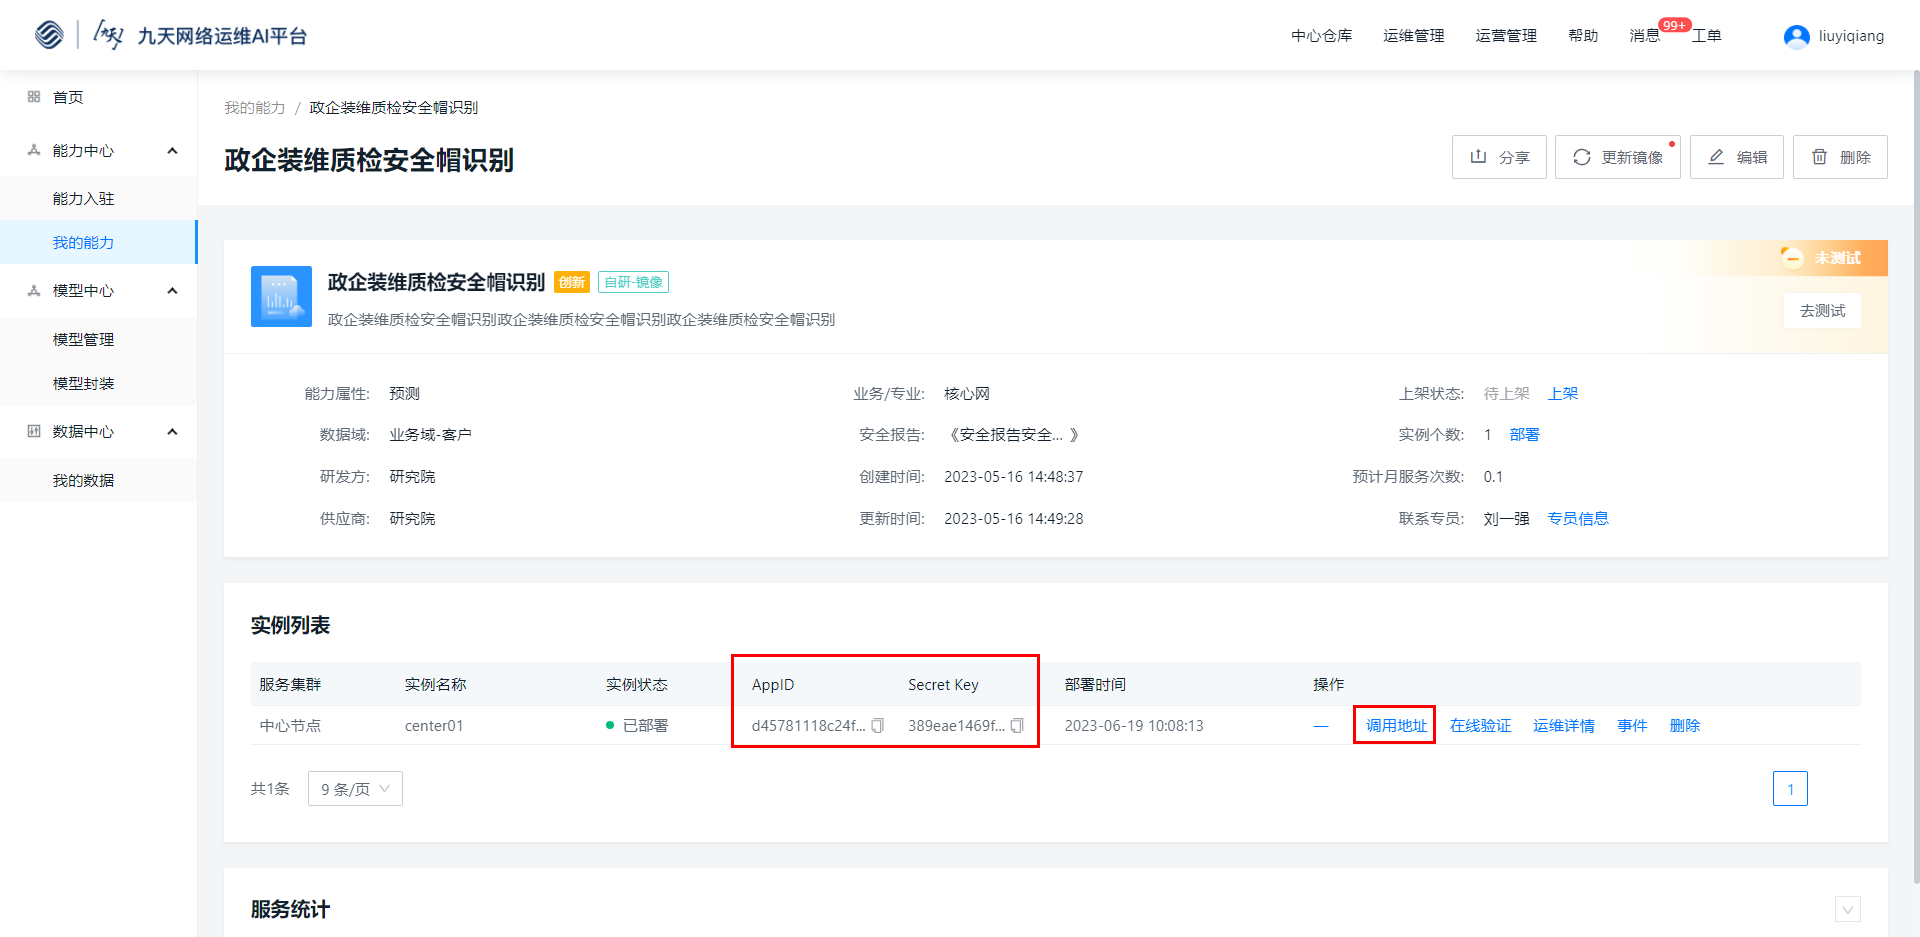 九天 九天网络运维AI平台
中心仓库 运维管理 运营管理 帮助 消息 99+ 工单 liuyiqiang
首页
能力中心
能力入驻
我的能力
模型中心
模型管理
模型封装
数据中心
我的数据
我的能力 / 政企装维质检安全帽识别
政企装维质检安全帽识别
分享 更新镜像 编辑 删除
政企装维质检安全帽识别 创新 自研-镜像
政企装维质检安全帽识别政企装维质检安全帽识别政企装维质检安全帽识别
未测试
去测试
能力属性: 预测 业务/专业: 核心网 上架状态: 待上架 上架
数据域: 业务域-客户 安全报告: 《安全报告安全... 》 实例个数: 1 部署
研发方: 研究院 创建时间: 2023-05-16 14:48:37 预计月服务次数: 0.1
供应商: 研究院 更新时间: 2023-05-16 14:49:28 联系专员: 刘一强 专员信息
实例列表
服务集群 实例名称 实例状态 AppID Secret Key 部署时间 操作
中心节点 center01 已部署 d45781118c24f... 389eae1469f... 2023-06-19 10:08:13 — 调用地址 在线验证 运维详情 事件 删除
共1条 9 条/页 1
服务统计